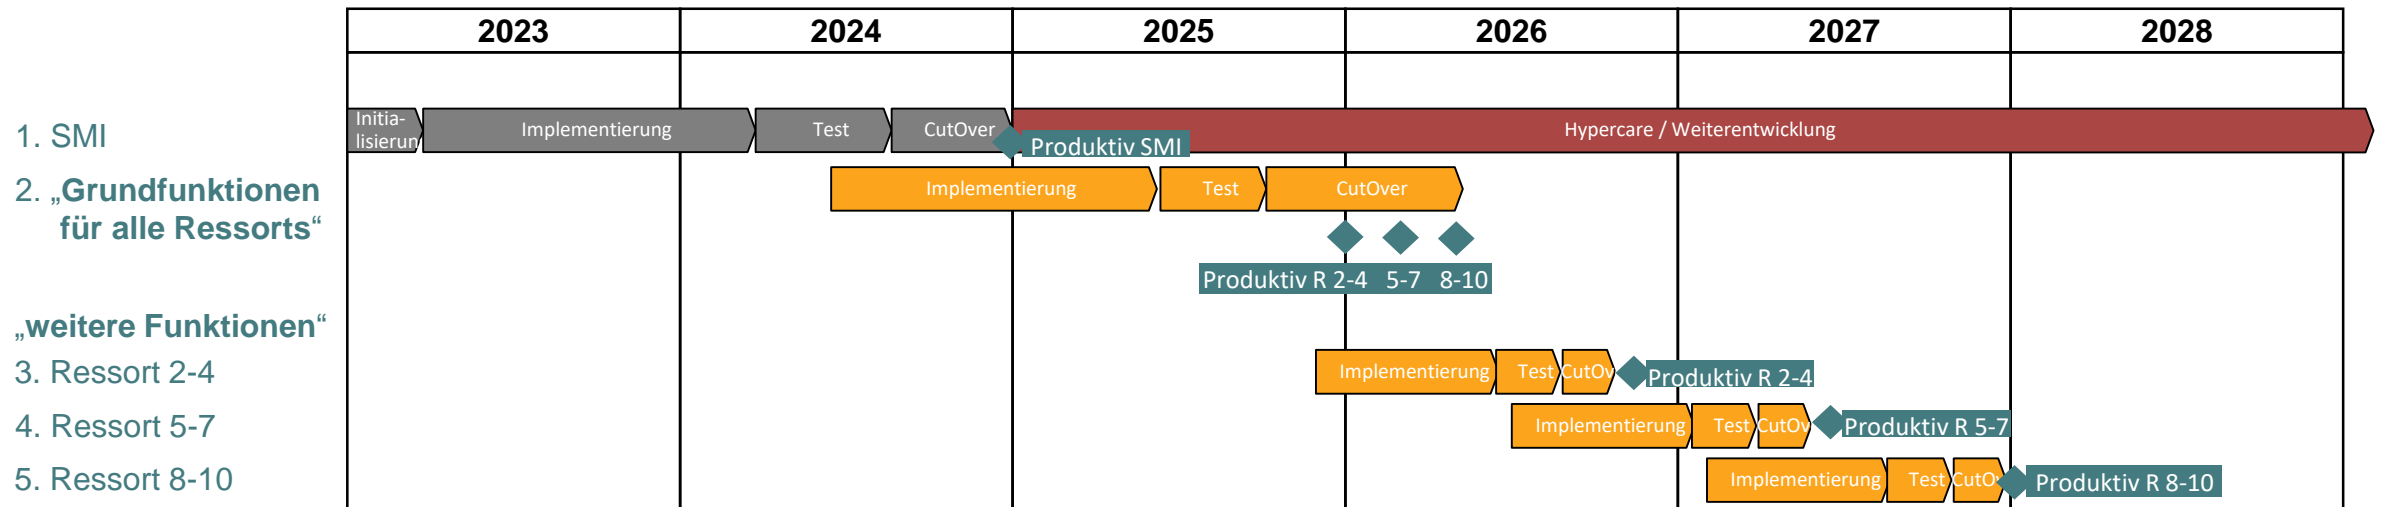 2023 2024 2025 2026 2027 2028
1. SMI
Initia-
lisierun
Implementierung
Test
CutOver
Hypercare / Weiterentwicklung
Produktiv SMI
2. „Grundfunktionen
für alle Ressorts“
Implementierung
Test
CutOver
Produktiv R 2-4 5-7 8-10
„weitere Funktionen“
3. Ressort 2-4
Implementierung
Test
CutOv
Produktiv R 2-4
4. Ressort 5-7
Implementierung
Test
CutOv
Produktiv R 5-7
5. Ressort 8-10
Implementierung
Test
CutOv
Produktiv R 8-10